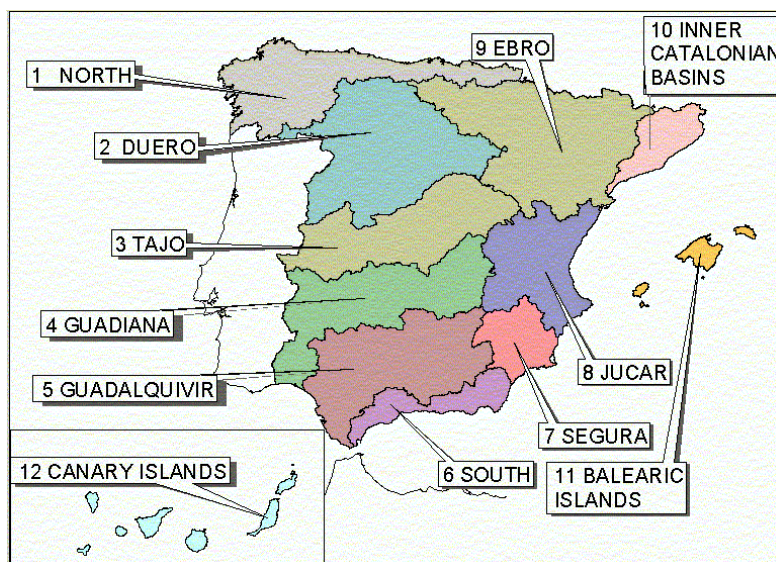 1 NORTH
2 DUERO
3 TAJO
4 GUADIANA
5 GUADALQUIVIR
12 CANARY ISLANDS
9 EBRO
10 INNER
CATALONIAN
BASINS
8 JUCAR
7 SEGURA
6 SOUTH
11 BALEARIC
ISLANDS